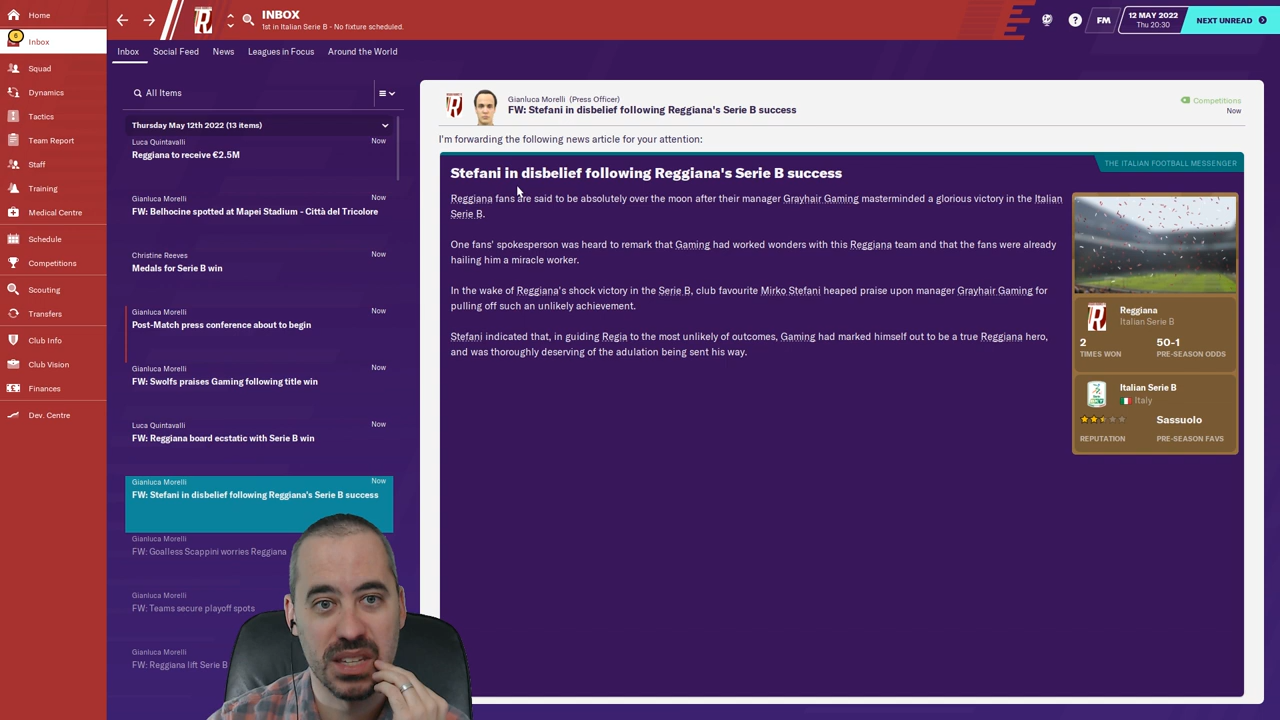 Home
INBOX
1st in Italian Serie B - No fixture scheduled.
FM
12 MAY 2022
Thu 20:30
NEXT UNREAD
Inbox
Squad
Dynamics
Tactics
Team Report
Staff
Training
Medical Centre
Schedule
Competitions
Scouting
Transfers
Club Info
Club Vision
Finances
Dev. Centre
Inbox Social Feed News Leagues in Focus Around the World
All Items
Thursday May 12th 2022 (13 items)
Luca Quintavalli Now
Reggiana to receive €2.5M
Gianluca Morelli Now
FW: Belhocine spotted at Mapei Stadium - Città del Tricolore
Christine Reeves Now
Medals for Serie B win
Gianluca Morelli Now
Post-Match press conference about to begin
Gianluca Morelli Now
FW: Swolfs praises Gaming following title win
Luca Quintavalli Now
FW: Reggiana board ecstatic with Serie B win
Gianluca Morelli Now
FW: Stefani in disbelief following Reggiana's Serie B success
Gianluca Morelli
FW: Goalless Scappini worries Reggiana
Gianluca Morelli
FW: Teams secure playoff spots
Gianluca Morelli
FW: Reggiana lift Serie B
Gianluca Morelli (Press Officer)
FW: Stefani in disbelief following Reggiana's Serie B success
Competitions
Now
I'm forwarding the following news article for your attention:
THE ITALIAN FOOTBALL MESSENGER
Stefani in disbelief following Reggiana's Serie B success
Reggiana fans are said to be absolutely over the moon after their manager Grayhair Gaming masterminded a glorious victory in the Italian
Serie B.
One fans' spokesperson was heard to remark that Gaming had worked wonders with this Reggiana team and that the fans were already
hailing him a miracle worker.
In the wake of Reggiana's shock victory in the Serie B, club favourite Mirko Stefani heaped praise upon manager Grayhair Gaming for
pulling off such an unlikely achievement.
Stefani indicated that, in guiding Regia to the most unlikely of outcomes, Gaming had marked himself out to be a true Reggiana hero,
and was thoroughly deserving of the adulation being sent his way.
Reggiana
Italian Serie B
2 50-1
TIMES WON PRE-SEASON ODDS
Italian Serie B
Italy
Sassuolo
REPUTATION PRE-SEASON FAVS